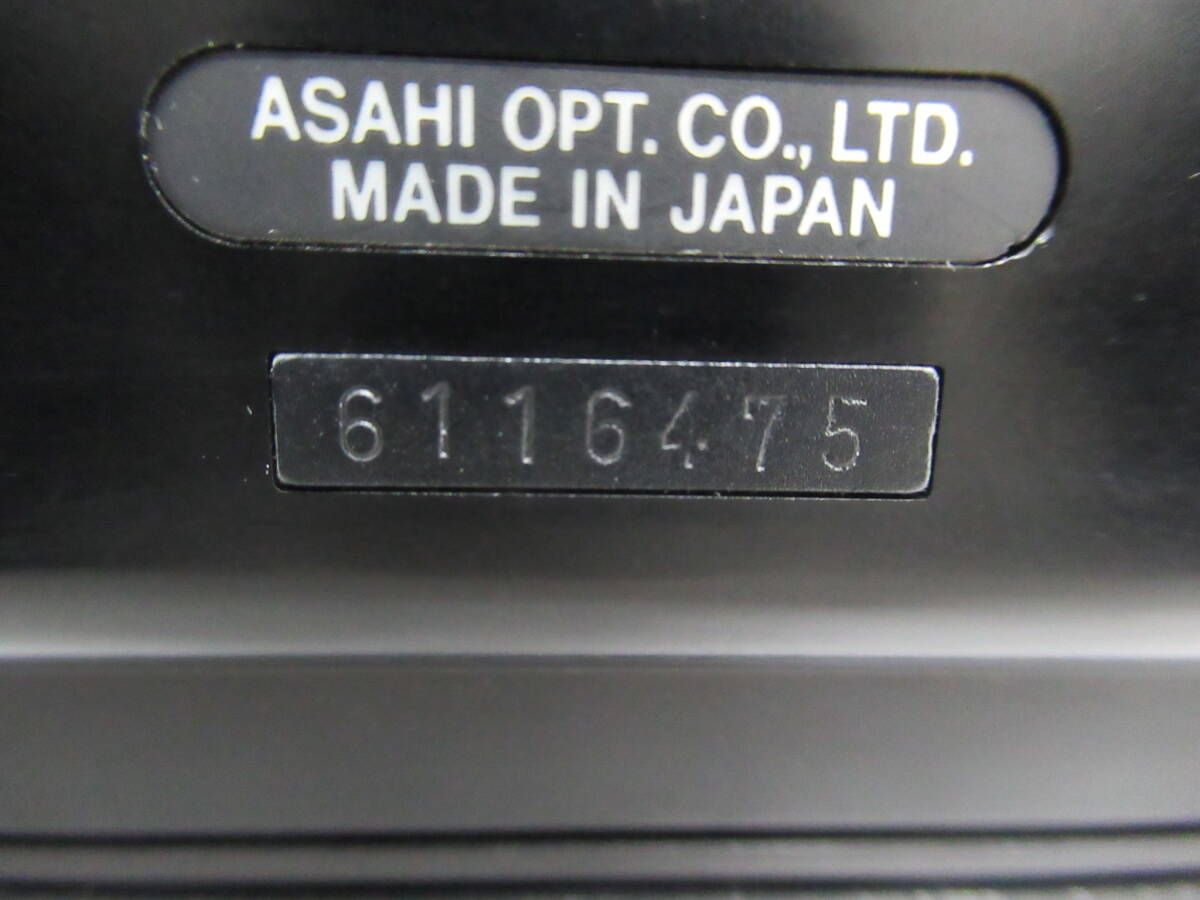 ASAHI OPT. CO., LTD.
MADE IN JAPAN
6116475